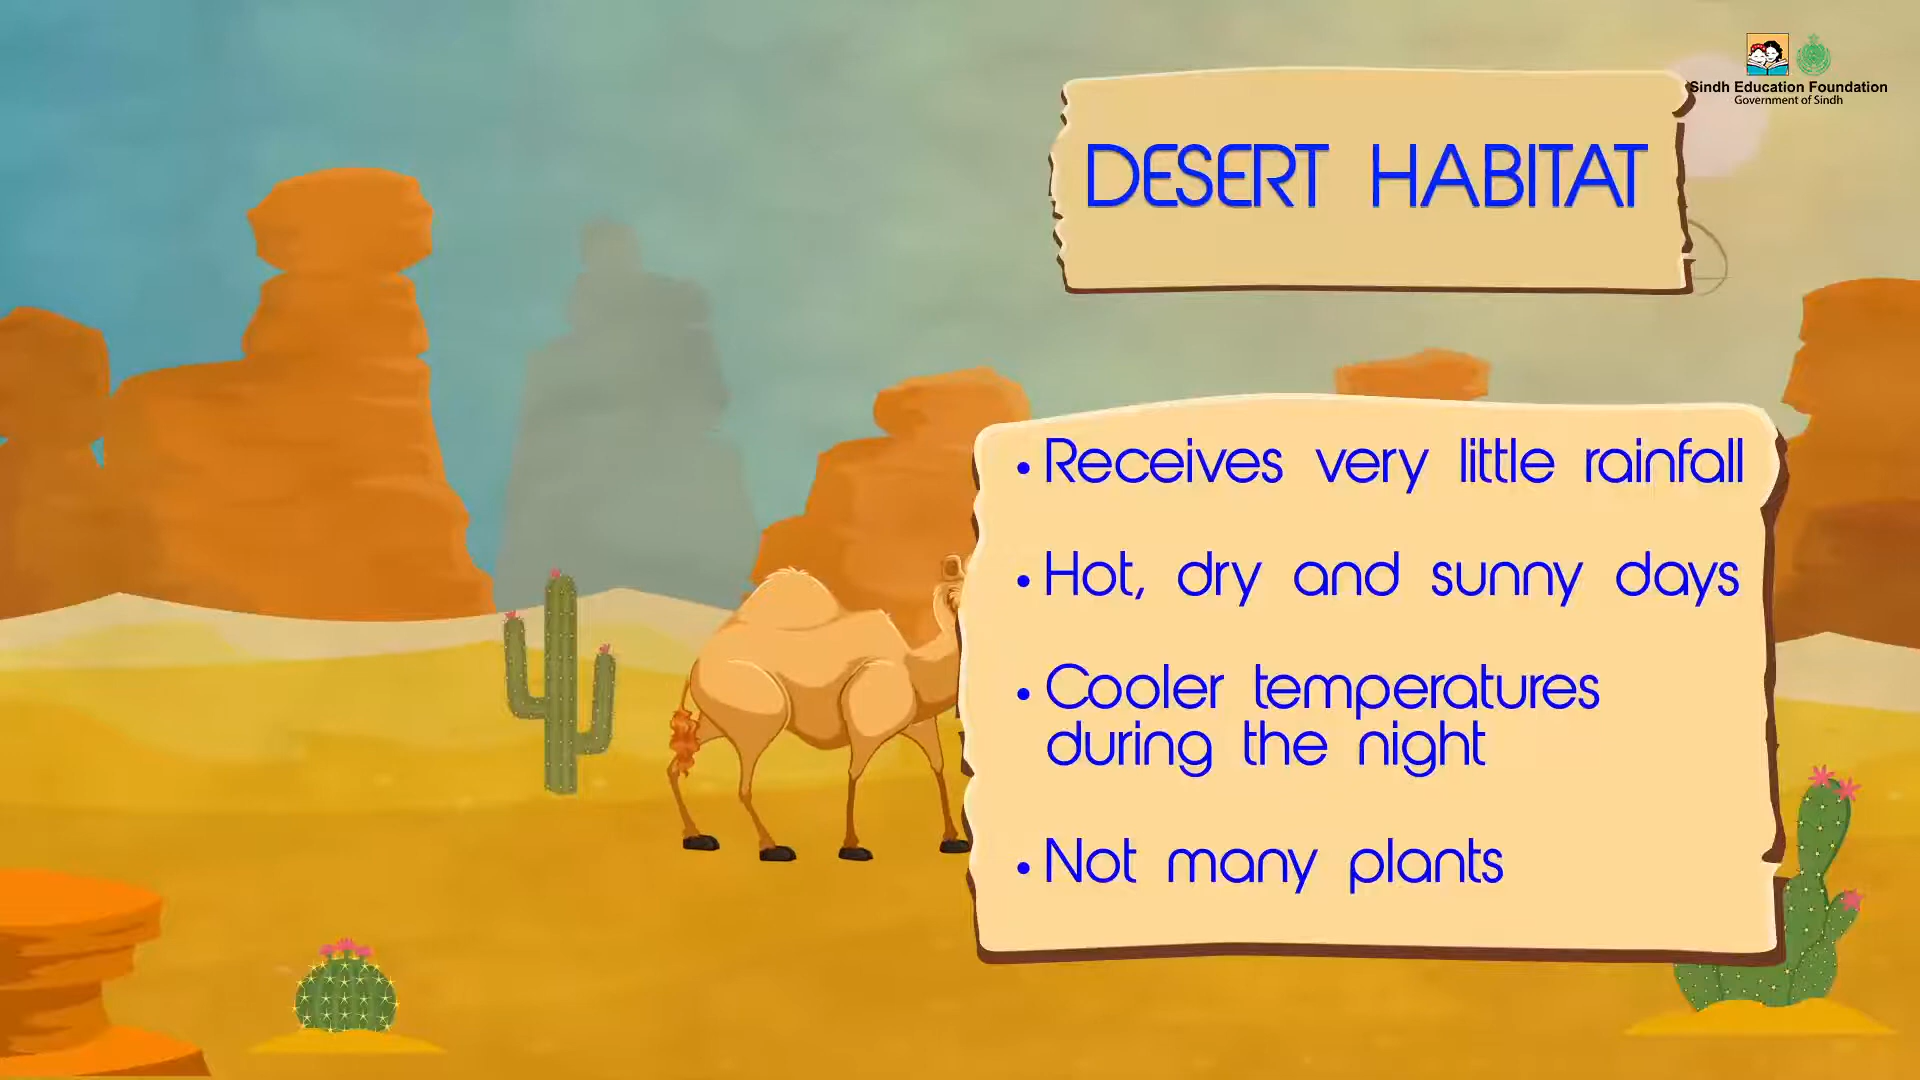 Sindh Education Foundation
Government of Sindh
DESERT HABITAT
• Receives very little rainfall
• Hot, dry and sunny days
• Cooler temperatures
during the night
• Not many plants